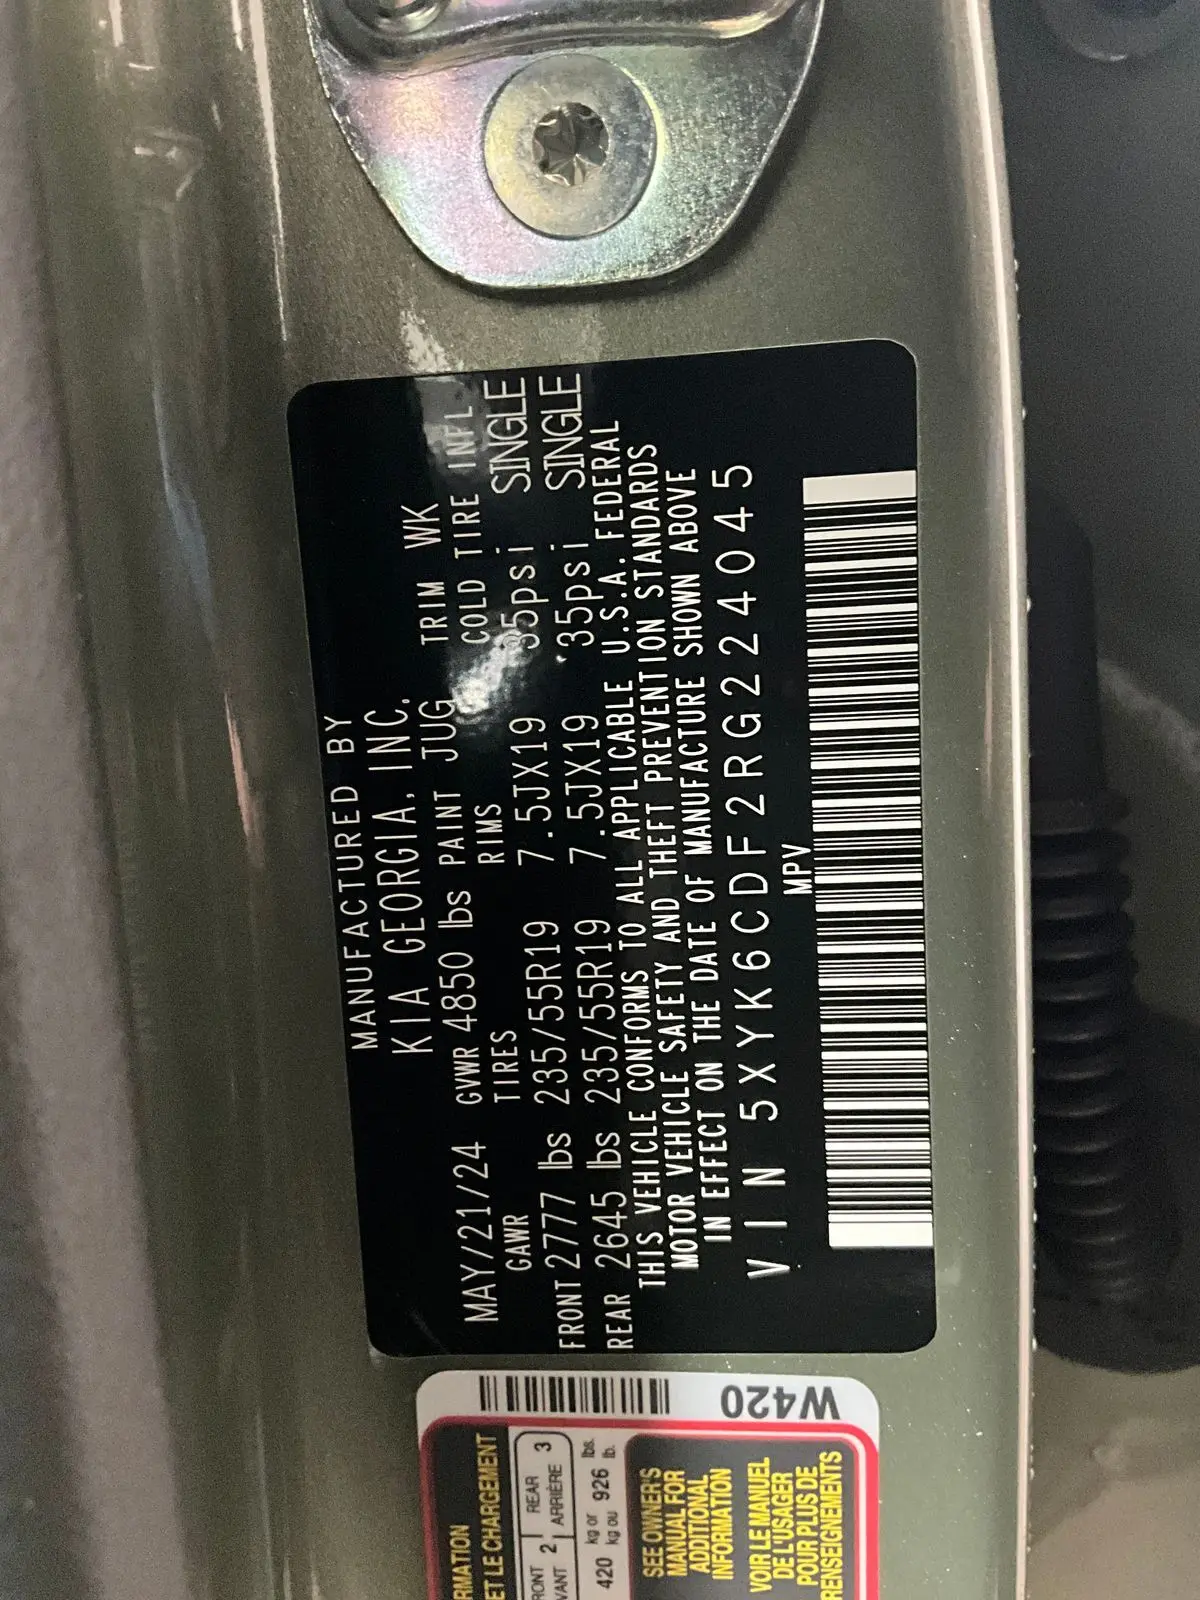 MANUFACTURED BY
KIA GEORGIA, INC.
MAY/21/24 GVWR 4850 lbs PAINT JUG TRIM WK
GAWR TIRES RIMS COLD TIRE INFL
FRONT 2777 lbs 235/55R19 7.5JX19 35psi SINGLE
REAR 2645 lbs 235/55R19 7.5JX19 35psi SINGLE
THIS VEHICLE CONFORMS TO ALL APPLICABLE U.S.A. FEDERAL
MOTOR VEHICLE SAFETY AND THEFT PREVENTION STANDARDS
IN EFFECT ON THE DATE OF MANUFACTURE SHOWN ABOVE
VIN 5XYK6CDF2RG224045
MPV
W420
ET LE CHARGEMENT
2 REAR 3
2 ARRIÈRE
420 kg or 926 lbs.
kg ou lb.
SEE OWNER'S
MANUAL FOR
ADDITIONAL
INFORMATION
VOIR LE MANUEL
DE L'USAGER
POUR PLUS DE
RENSEIGNEMENTS